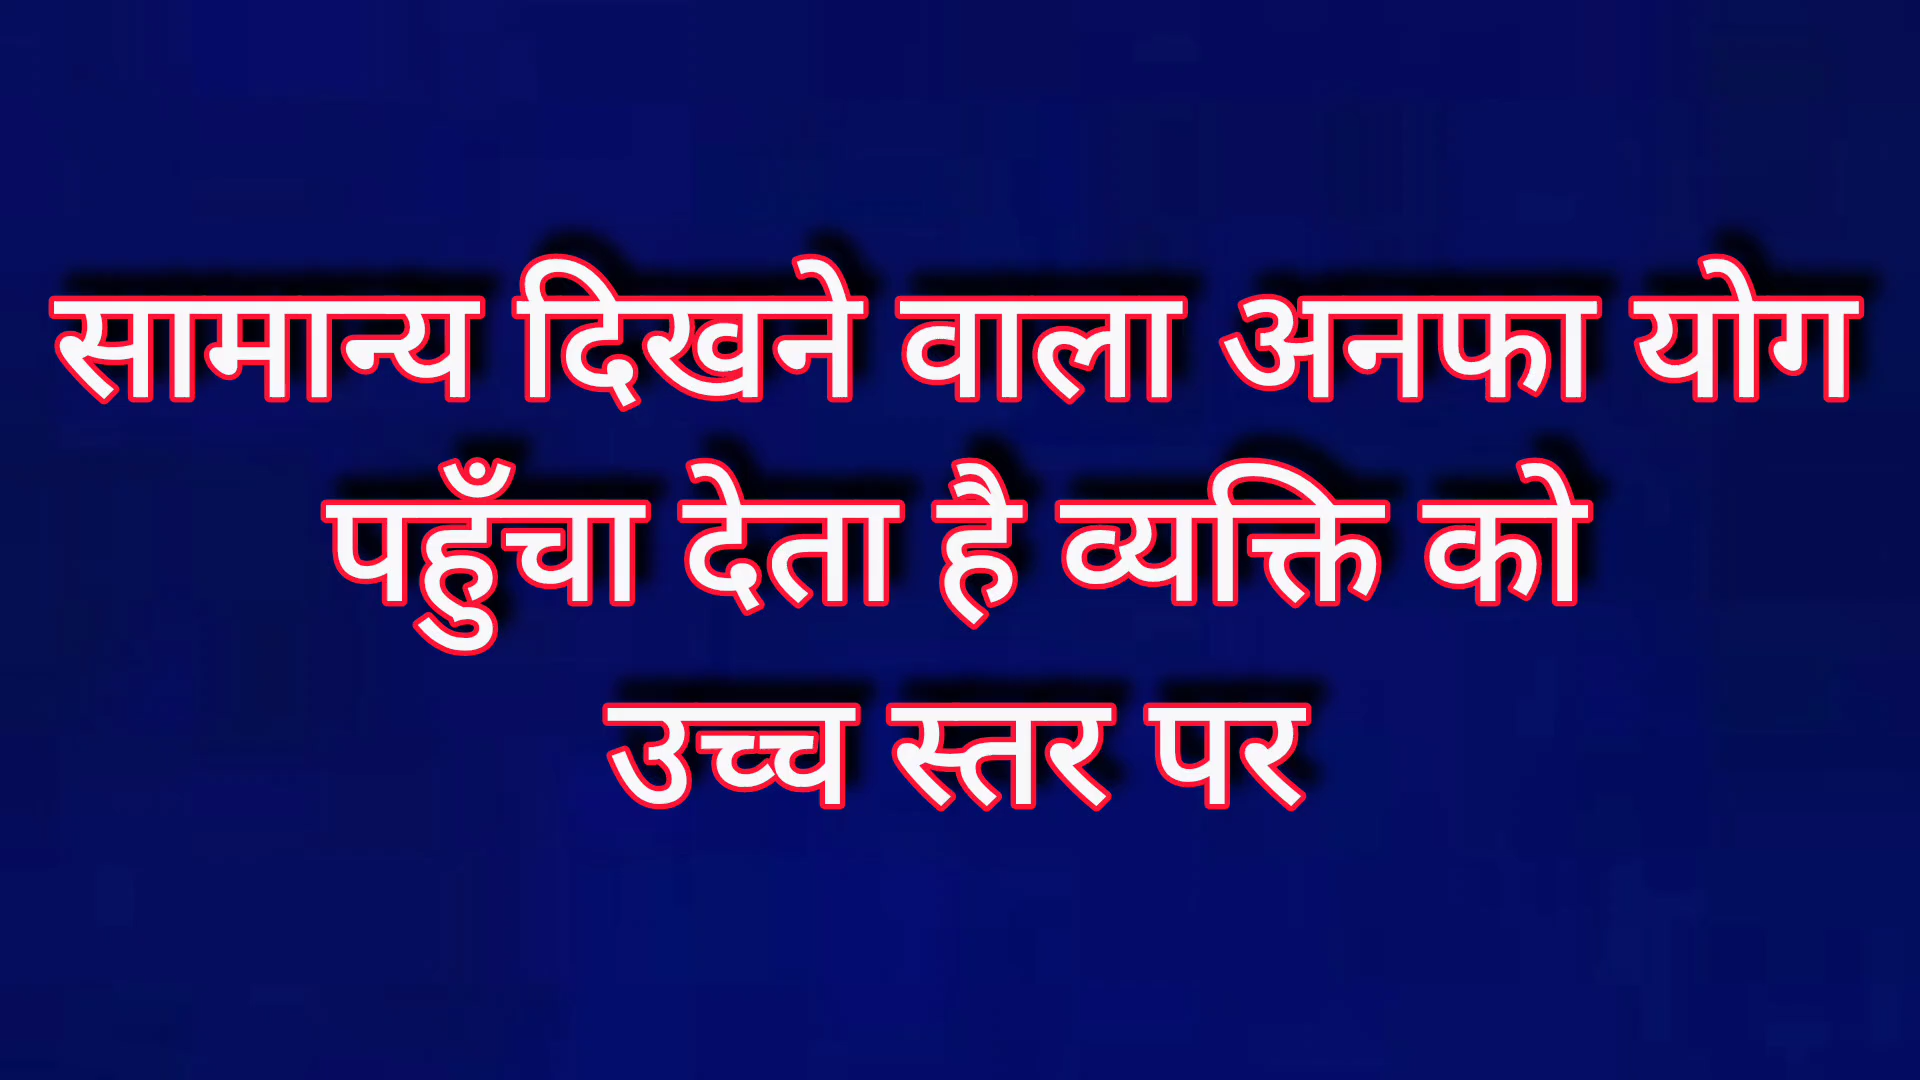 सामान्य दिखने वाला अनफा योग
पहुँचा देता है व्यक्ति को
उच्च स्तर पर